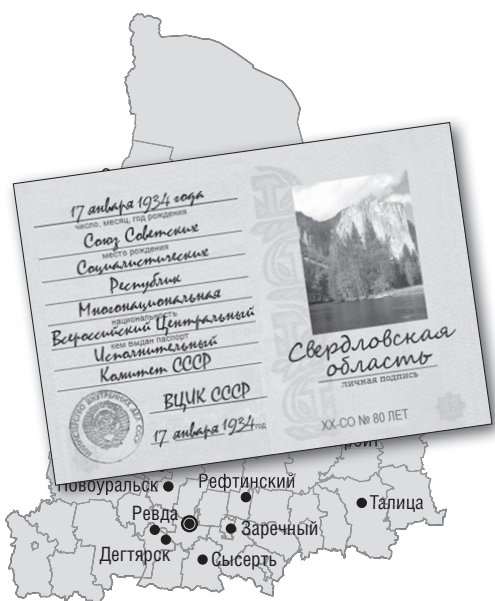 17 января 1934 года
число, месяц, год рождения
Союз Советских
место рождения
Социалистических
Республик
Многонациональная
национальность
Всероссийский Центральный
кем выдан паспорт
Исполнительный
Комитет СССР
ВЦИК СССР
17 января 1934 год
Свердловская
область
личная подпись
XX-СО № 80 ЛЕТ
Новоуральск
Рефтинский
Талица
Ревда
Заречный
Дегтярск
Сысерть